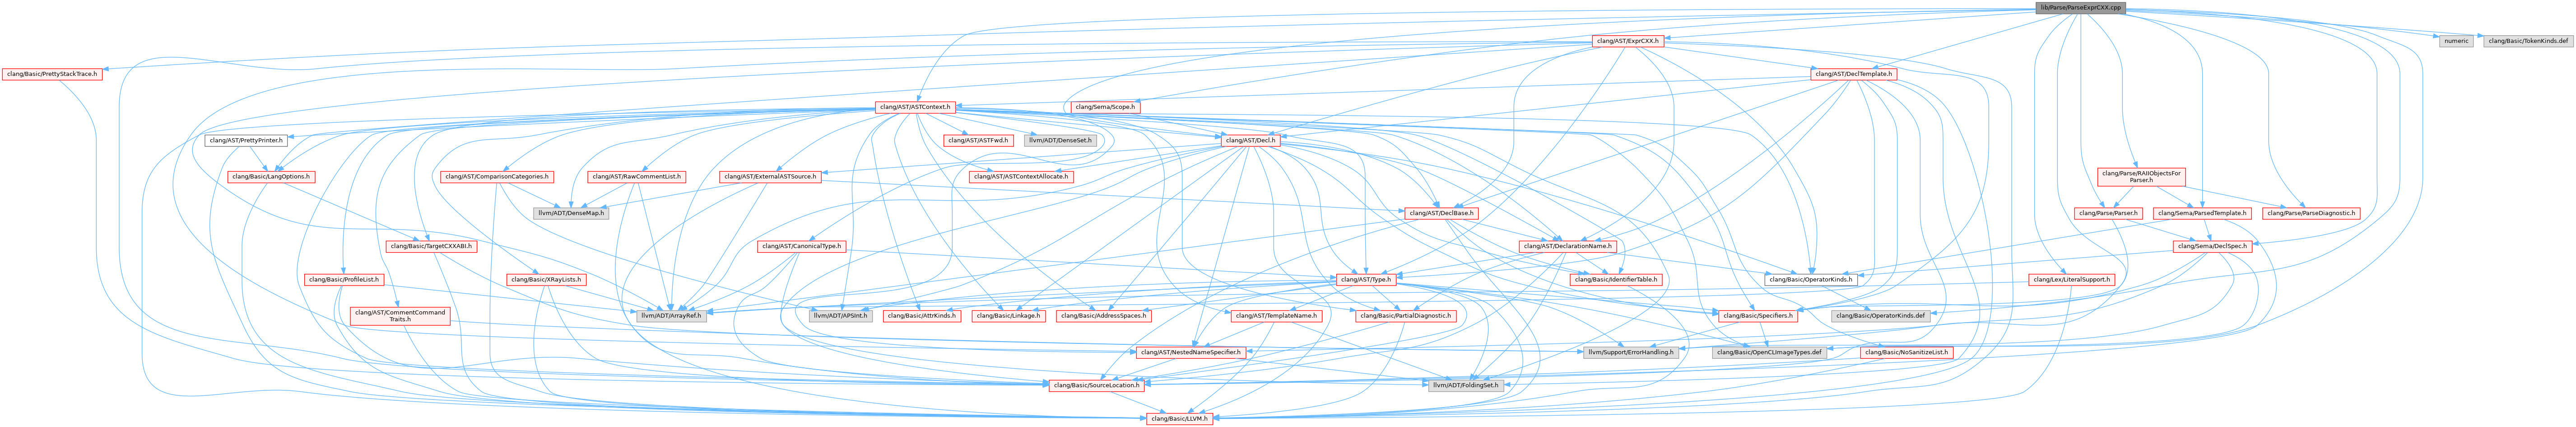 lib/Parse/ParseExprCXX.cpp
clang/AST/ExprCXX.h
numeric
clang/Basic/TokenKinds.def
clang/Basic/PrettyStackTrace.h
clang/AST/DeclTemplate.h
clang/AST/ASTContext.h
clang/Sema/Scope.h
clang/AST/PrettyPrinter.h
clang/AST/ASTFwd.h
llvm/ADT/DenseSet.h
clang/AST/Decl.h
clang/Basic/LangOptions.h
clang/AST/ComparisonCategories.h
clang/AST/RawCommentList.h
clang/AST/ExternalASTSource.h
clang/AST/ASTContextAllocate.h
clang/Parse/RAIIObjectsFor
Parser.h
llvm/ADT/DenseMap.h
clang/AST/DeclBase.h
clang/Parse/Parser.h
clang/Sema/ParsedTemplate.h
clang/Parse/ParseDiagnostic.h
clang/Basic/TargetCXXABI.h
clang/AST/CanonicalType.h
clang/AST/DeclarationName.h
clang/Sema/DeclSpec.h
clang/Basic/ProfileList.h
clang/Basic/XRayLists.h
clang/AST/Type.h
clang/Basic/IdentifierTable.h
clang/Basic/OperatorKinds.h
clang/Lex/LiteralSupport.h
clang/AST/CommentCommand
Traits.h
llvm/ADT/ArrayRef.h
llvm/ADT/APSInt.h
clang/Basic/AttrKinds.h
clang/Basic/Linkage.h
clang/Basic/AddressSpaces.h
clang/AST/TemplateName.h
clang/Basic/PartialDiagnostic.h
clang/Basic/Specifiers.h
clang/Basic/OperatorKinds.def
clang/AST/NestedNameSpecifier.h
llvm/Support/ErrorHandling.h
clang/Basic/OpenCLImageTypes.def
clang/Basic/NoSanitizeList.h
clang/Basic/SourceLocation.h
llvm/ADT/FoldingSet.h
clang/Basic/LLVM.h